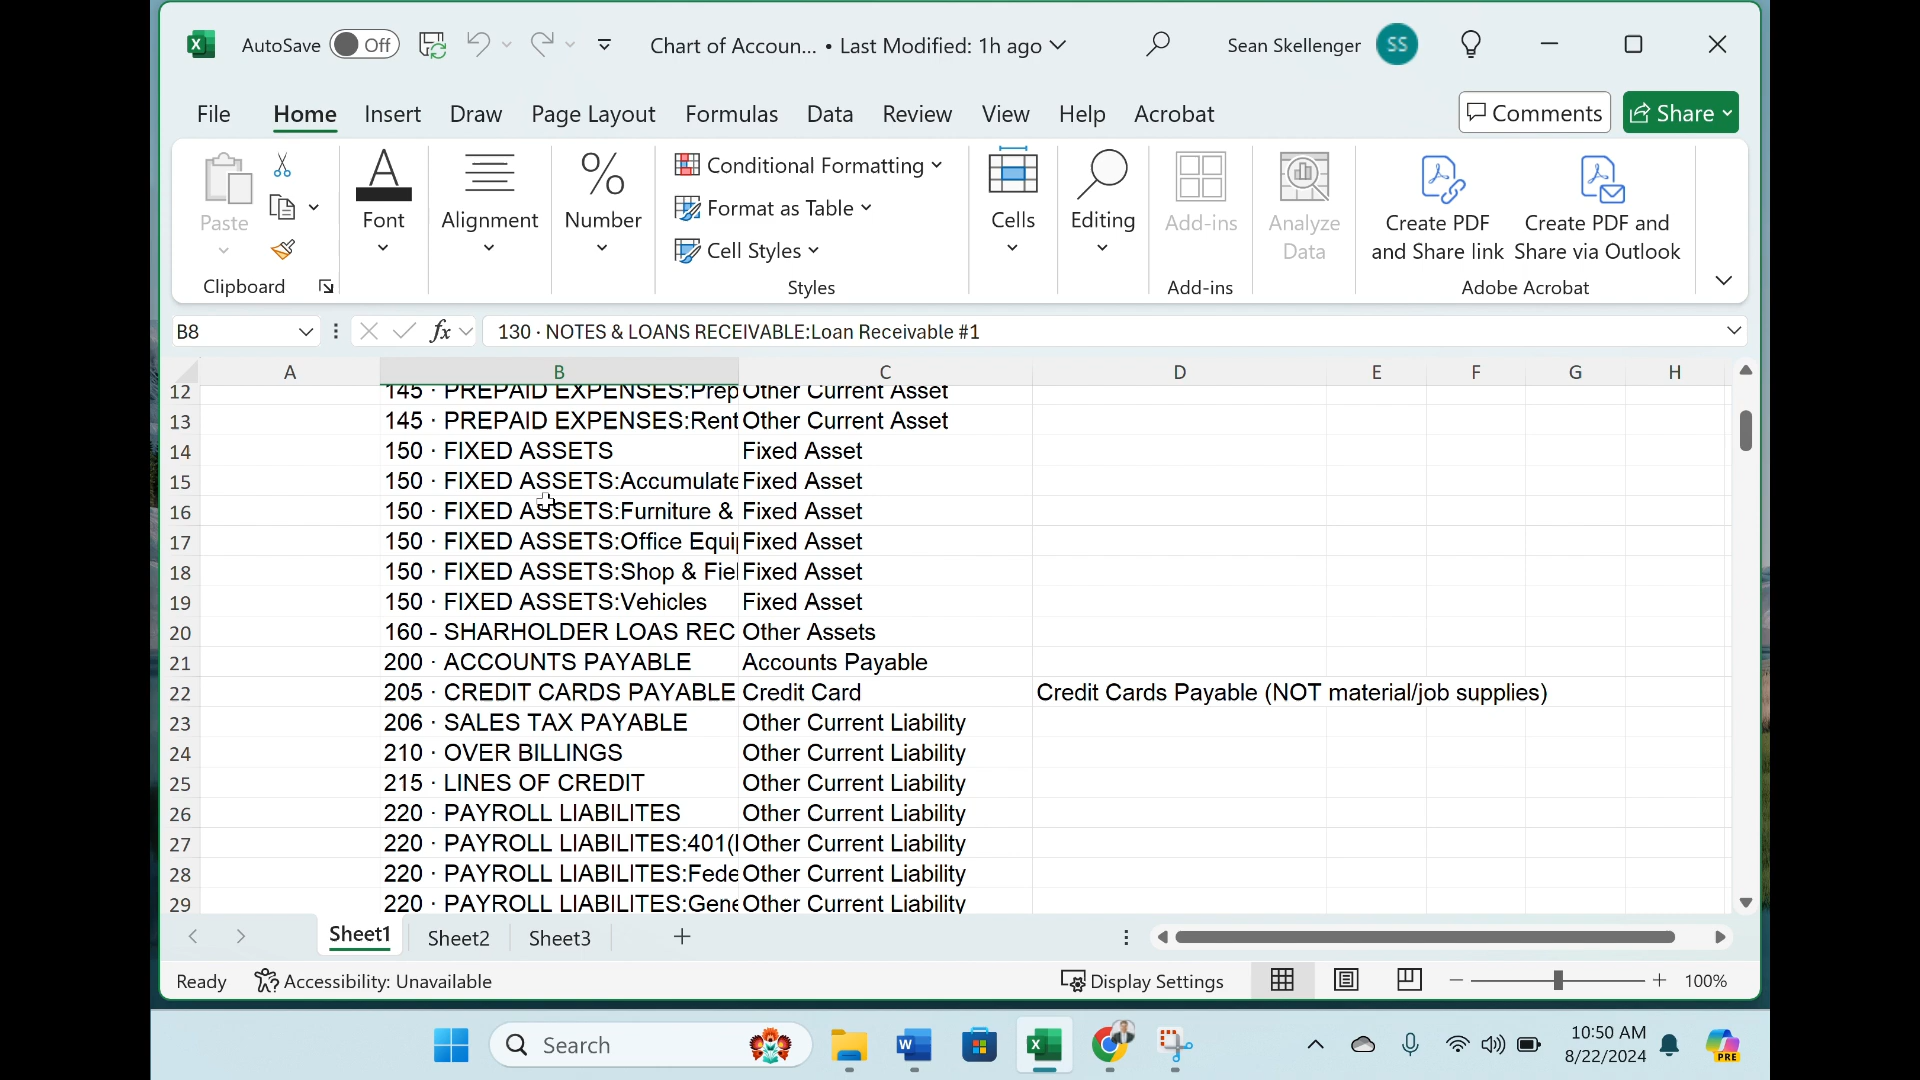 AutoSave Off Chart of Accoun... • Last Modified: 1h ago Sean Skellenger SS
File Home Insert Draw Page Layout Formulas Data Review View Help Acrobat Comments Share
Paste Font Alignment Number Conditional Formatting Format as Table Cell Styles Cells Editing Add-ins Analyze Data Create PDF and Share link Create PDF and Share via Outlook
Clipboard Styles Add-ins Adobe Acrobat
B8 fx 130 · NOTES & LOANS RECEIVABLE:Loan Receivable #1
A B C D E F G H
12 145 · PREPAID EXPENSES:Prep Other Current Asset
13 145 · PREPAID EXPENSES:Rent Other Current Asset
14 150 · FIXED ASSETS Fixed Asset
15 150 · FIXED ASSETS:Accumulate Fixed Asset
16 150 · FIXED ASSETS:Furniture & Fixed Asset
17 150 · FIXED ASSETS:Office Equi Fixed Asset
18 150 · FIXED ASSETS:Shop & Fie Fixed Asset
19 150 · FIXED ASSETS:Vehicles Fixed Asset
20 160 - SHARHOLDER LOAS REC Other Assets
21 200 · ACCOUNTS PAYABLE Accounts Payable
22 205 · CREDIT CARDS PAYABLE Credit Card Credit Cards Payable (NOT material/job supplies)
23 206 · SALES TAX PAYABLE Other Current Liability
24 210 · OVER BILLINGS Other Current Liability
25 215 · LINES OF CREDIT Other Current Liability
26 220 · PAYROLL LIABILITES Other Current Liability
27 220 · PAYROLL LIABILITES:401( Other Current Liability
28 220 · PAYROLL LIABILITES:Fede Other Current Liability
29 220 · PAYROLL LIABILITES:Gene Other Current Liability
Sheet1 Sheet2 Sheet3
Ready Accessibility: Unavailable Display Settings 100%
Search W X PRE 10:50 AM
8/22/2024